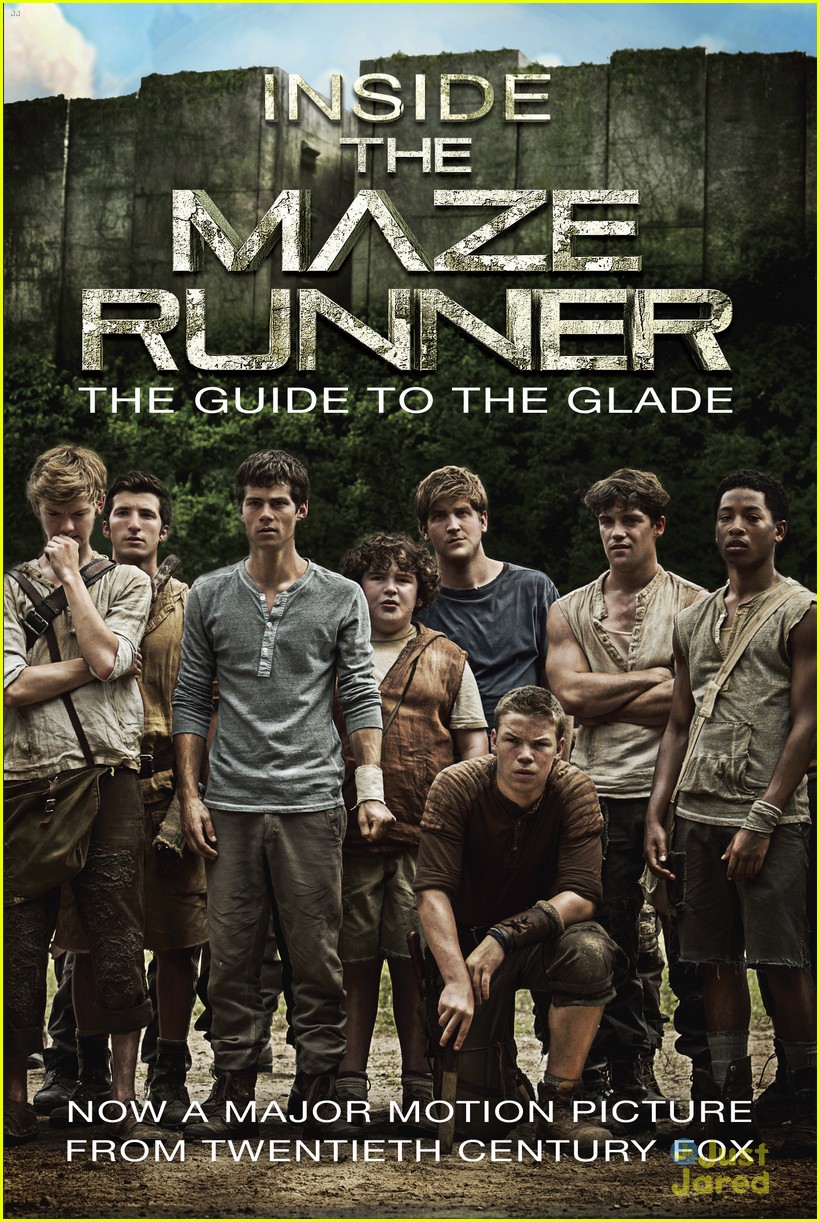 JJ
INSIDE
THE
MAZE
RUNNER
THE GUIDE TO THE GLADE
NOW A MAJOR MOTION PICTURE
FROM TWENTIETH CENTURY FOX
Just
Jared